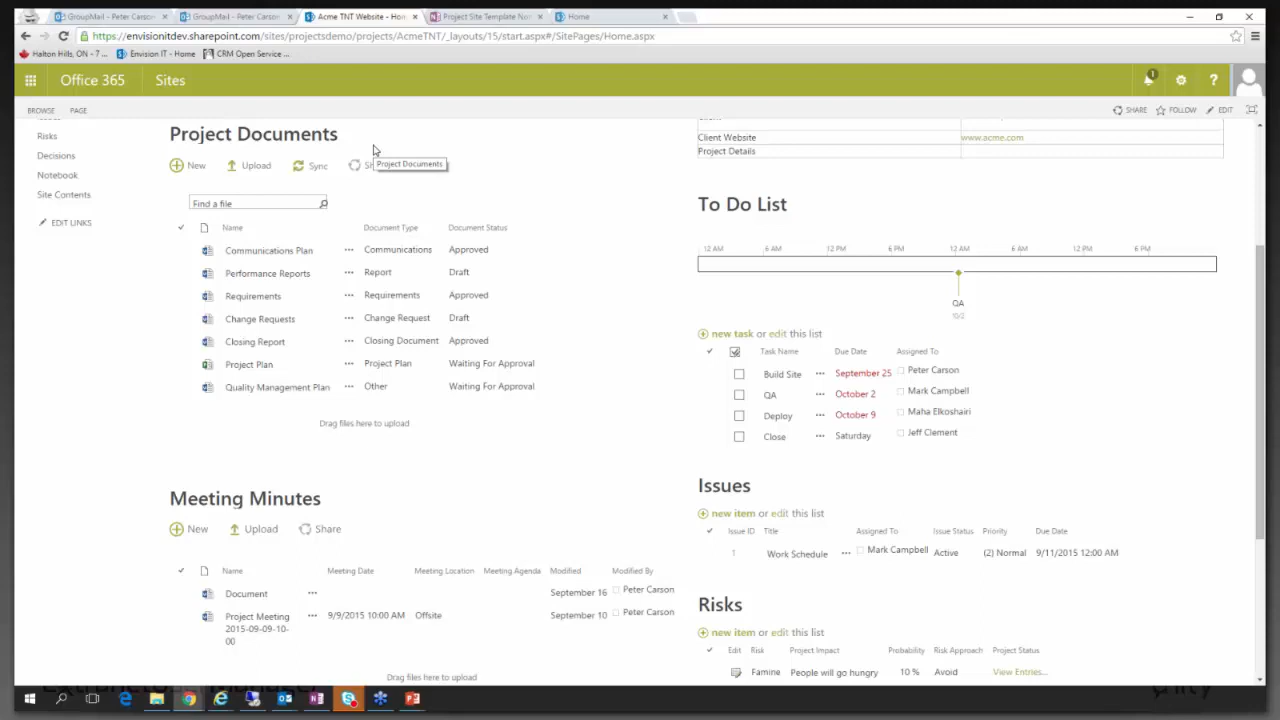 GroupMail - Peter Carson
GroupMail - Peter Carson
Acme TNT Website - Hom
Project Site Template Not
Home
https://envisionitdev.sharepoint.com/sites/projectsdemo/projects/AcmeTNT/_layouts/15/start.aspx#/SitePages/Home.aspx
Halton Hills, ON - 7 ...
Envision IT - Home
CRM Open Service ...
Office 365
Sites
1
?
BROWSE
PAGE
SHARE
FOLLOW
EDIT
Risks
Decisions
Notebook
Site Contents
EDIT LINKS
Project Documents
New
Upload
Sync
Project Documents
Find a file
Name Document Type Document Status
Communications Plan ... Communications Approved
Performance Reports ... Report Draft
Requirements ... Requirements Approved
Change Requests ... Change Request Draft
Closing Report ... Closing Document Approved
Project Plan ... Project Plan Waiting For Approval
Quality Management Plan ... Other Waiting For Approval
Drag files here to upload
Meeting Minutes
New
Upload
Share
Name Meeting Date Meeting Location Meeting Agenda Modified Modified By
Document ... September 16 Peter Carson
Project Meeting ... 9/9/2015 10:00 AM Offsite September 10 Peter Carson
2015-09-09-10-
00
Drag files here to upload
Client Website www.acme.com
Project Details
To Do List
12 AM 6 AM 12 PM 6 PM 12 AM 6 AM 12 PM 6 PM
QA
10/2
new task or edit this list
Task Name Due Date Assigned To
Build Site ... September 25 Peter Carson
QA ... October 2 Mark Campbell
Deploy ... October 9 Maha Elkoshairi
Close ... Saturday Jeff Clement
Issues
new item or edit this list
Issue ID Title Assigned To Issue Status Priority Due Date
1 Work Schedule ... Mark Campbell Active (2) Normal 9/11/2015 12:00 AM
Risks
new item or edit this list
Edit Risk Project Impact Probability Risk Approach Project Status
Famine People will go hungry 10 % Avoid View Entries...